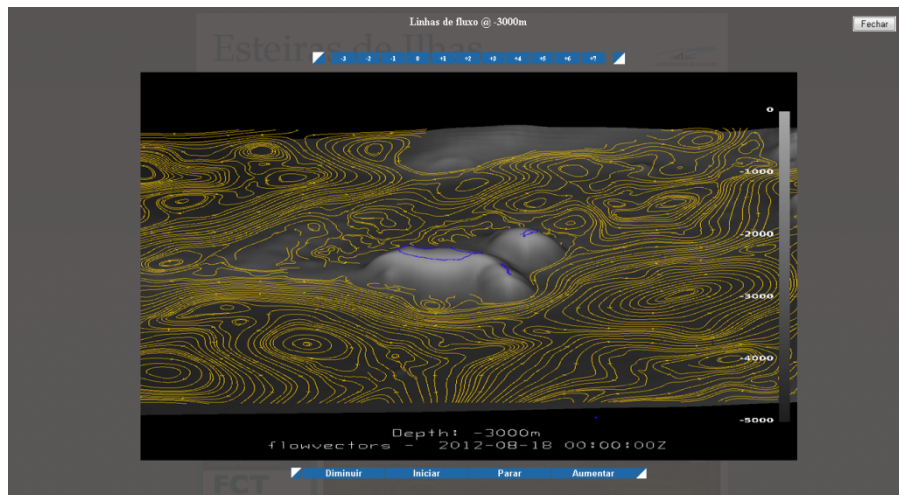 Linhas de fluxo @ -3000m
Fechar
Esteiras de Ilhas
-3 -2 -1 0 +1 +2 +3 +4 +5 +6 +7
0
-1000
-2000
-3000
-4000
-5000
Depth: -3000m
flowvectors - 2012-08-18 00:00:00Z
Diminuir Iniciar Parar Aumentar
FCT